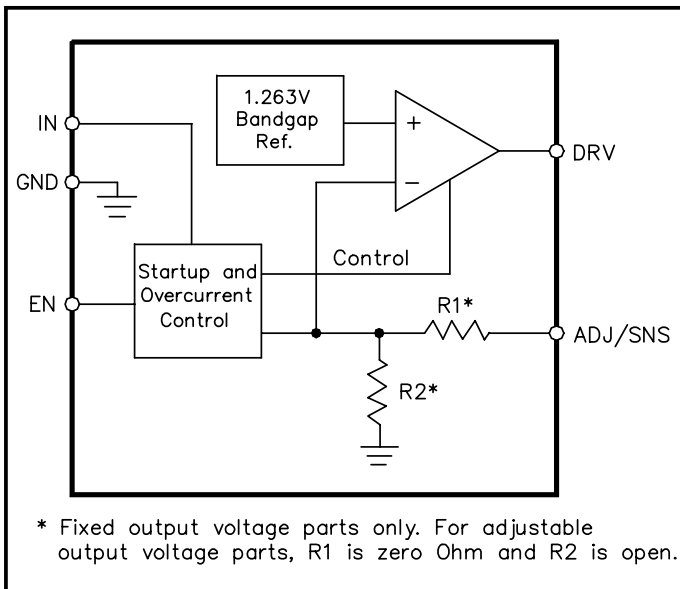 1.263V
Bandgap
Ref.
+
−
IN
GND
EN
DRV
Startup and
Overcurrent
Control
Control
R1*
ADJ/SNS
R2*
* Fixed output voltage parts only. For adjustable
output voltage parts, R1 is zero Ohm and R2 is open.